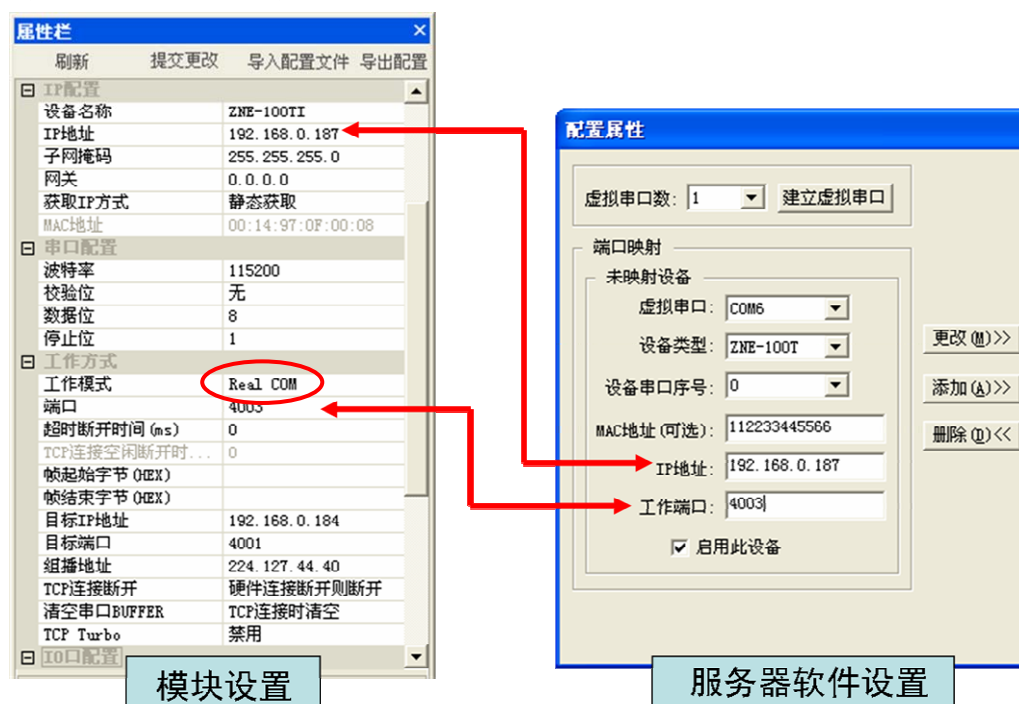 属性栏 ×
刷新 提交更改 导入配置文件 导出配置
IP配置
设备名称 ZNE-100TI
IP地址 192.168.0.187
子网掩码 255.255.255.0
网关 0.0.0.0
获取IP方式 静态获取
MAC地址 00:14:97:0F:00:08
串口配置
波特率 115200
校验位 无
数据位 8
停止位 1
工作方式
工作模式 Real COM
端口 4003
超时断开时间(ms) 0
TCP连接空闲断开时... 0
帧起始字节(HEX)
帧结束字节(HEX)
目标IP地址 192.168.0.184
目标端口 4001
组播地址 224.127.44.40
TCP连接断开 硬件连接断开则断开
清空串口BUFFER TCP连接时清空
TCP Turbo 禁用
IO口配置
模块设置
配置属性
虚拟串口数: 1 建立虚拟串口
端口映射
未映射设备
虚拟串口: COM6
设备类型: ZNE-100T
设备串口序号: 0
MAC地址(可选): 112233445566
IP地址: 192.168.0.187
工作端口: 4003
启用此设备
更改(M)>>
添加(A)>>
删除(D)<<
服务器软件设置